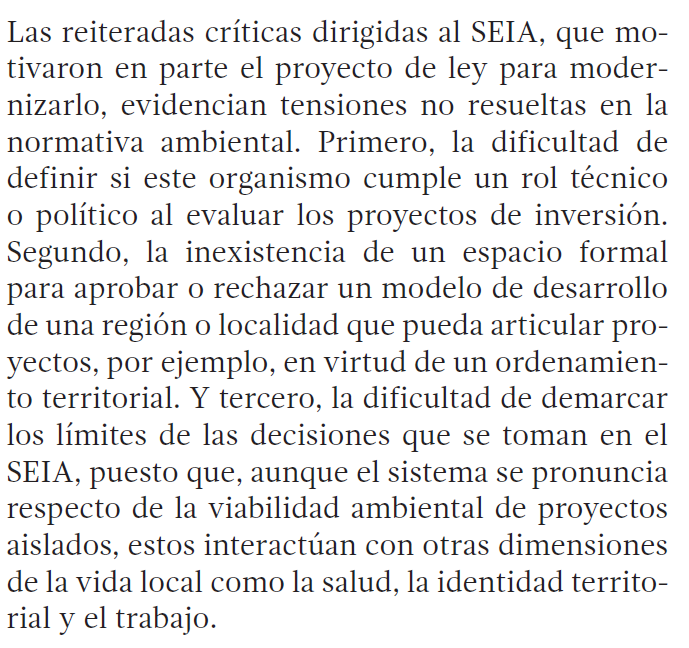 Las reiteradas críticas dirigidas al SEIA, que mo-
tivaron en parte el proyecto de ley para moder-
nizarlo, evidencian tensiones no resueltas en la
normativa ambiental. Primero, la dificultad de
definir si este organismo cumple un rol técnico
o político al evaluar los proyectos de inversión.
Segundo, la inexistencia de un espacio formal
para aprobar o rechazar un modelo de desarrollo
de una región o localidad que pueda articular pro-
yectos, por ejemplo, en virtud de un ordenamien-
to territorial. Y tercero, la dificultad de demarcar
los límites de las decisiones que se toman en el
SEIA, puesto que, aunque el sistema se pronuncia
respecto de la viabilidad ambiental de proyectos
aislados, estos interactúan con otras dimensiones
de la vida local como la salud, la identidad territo-
rial y el trabajo.